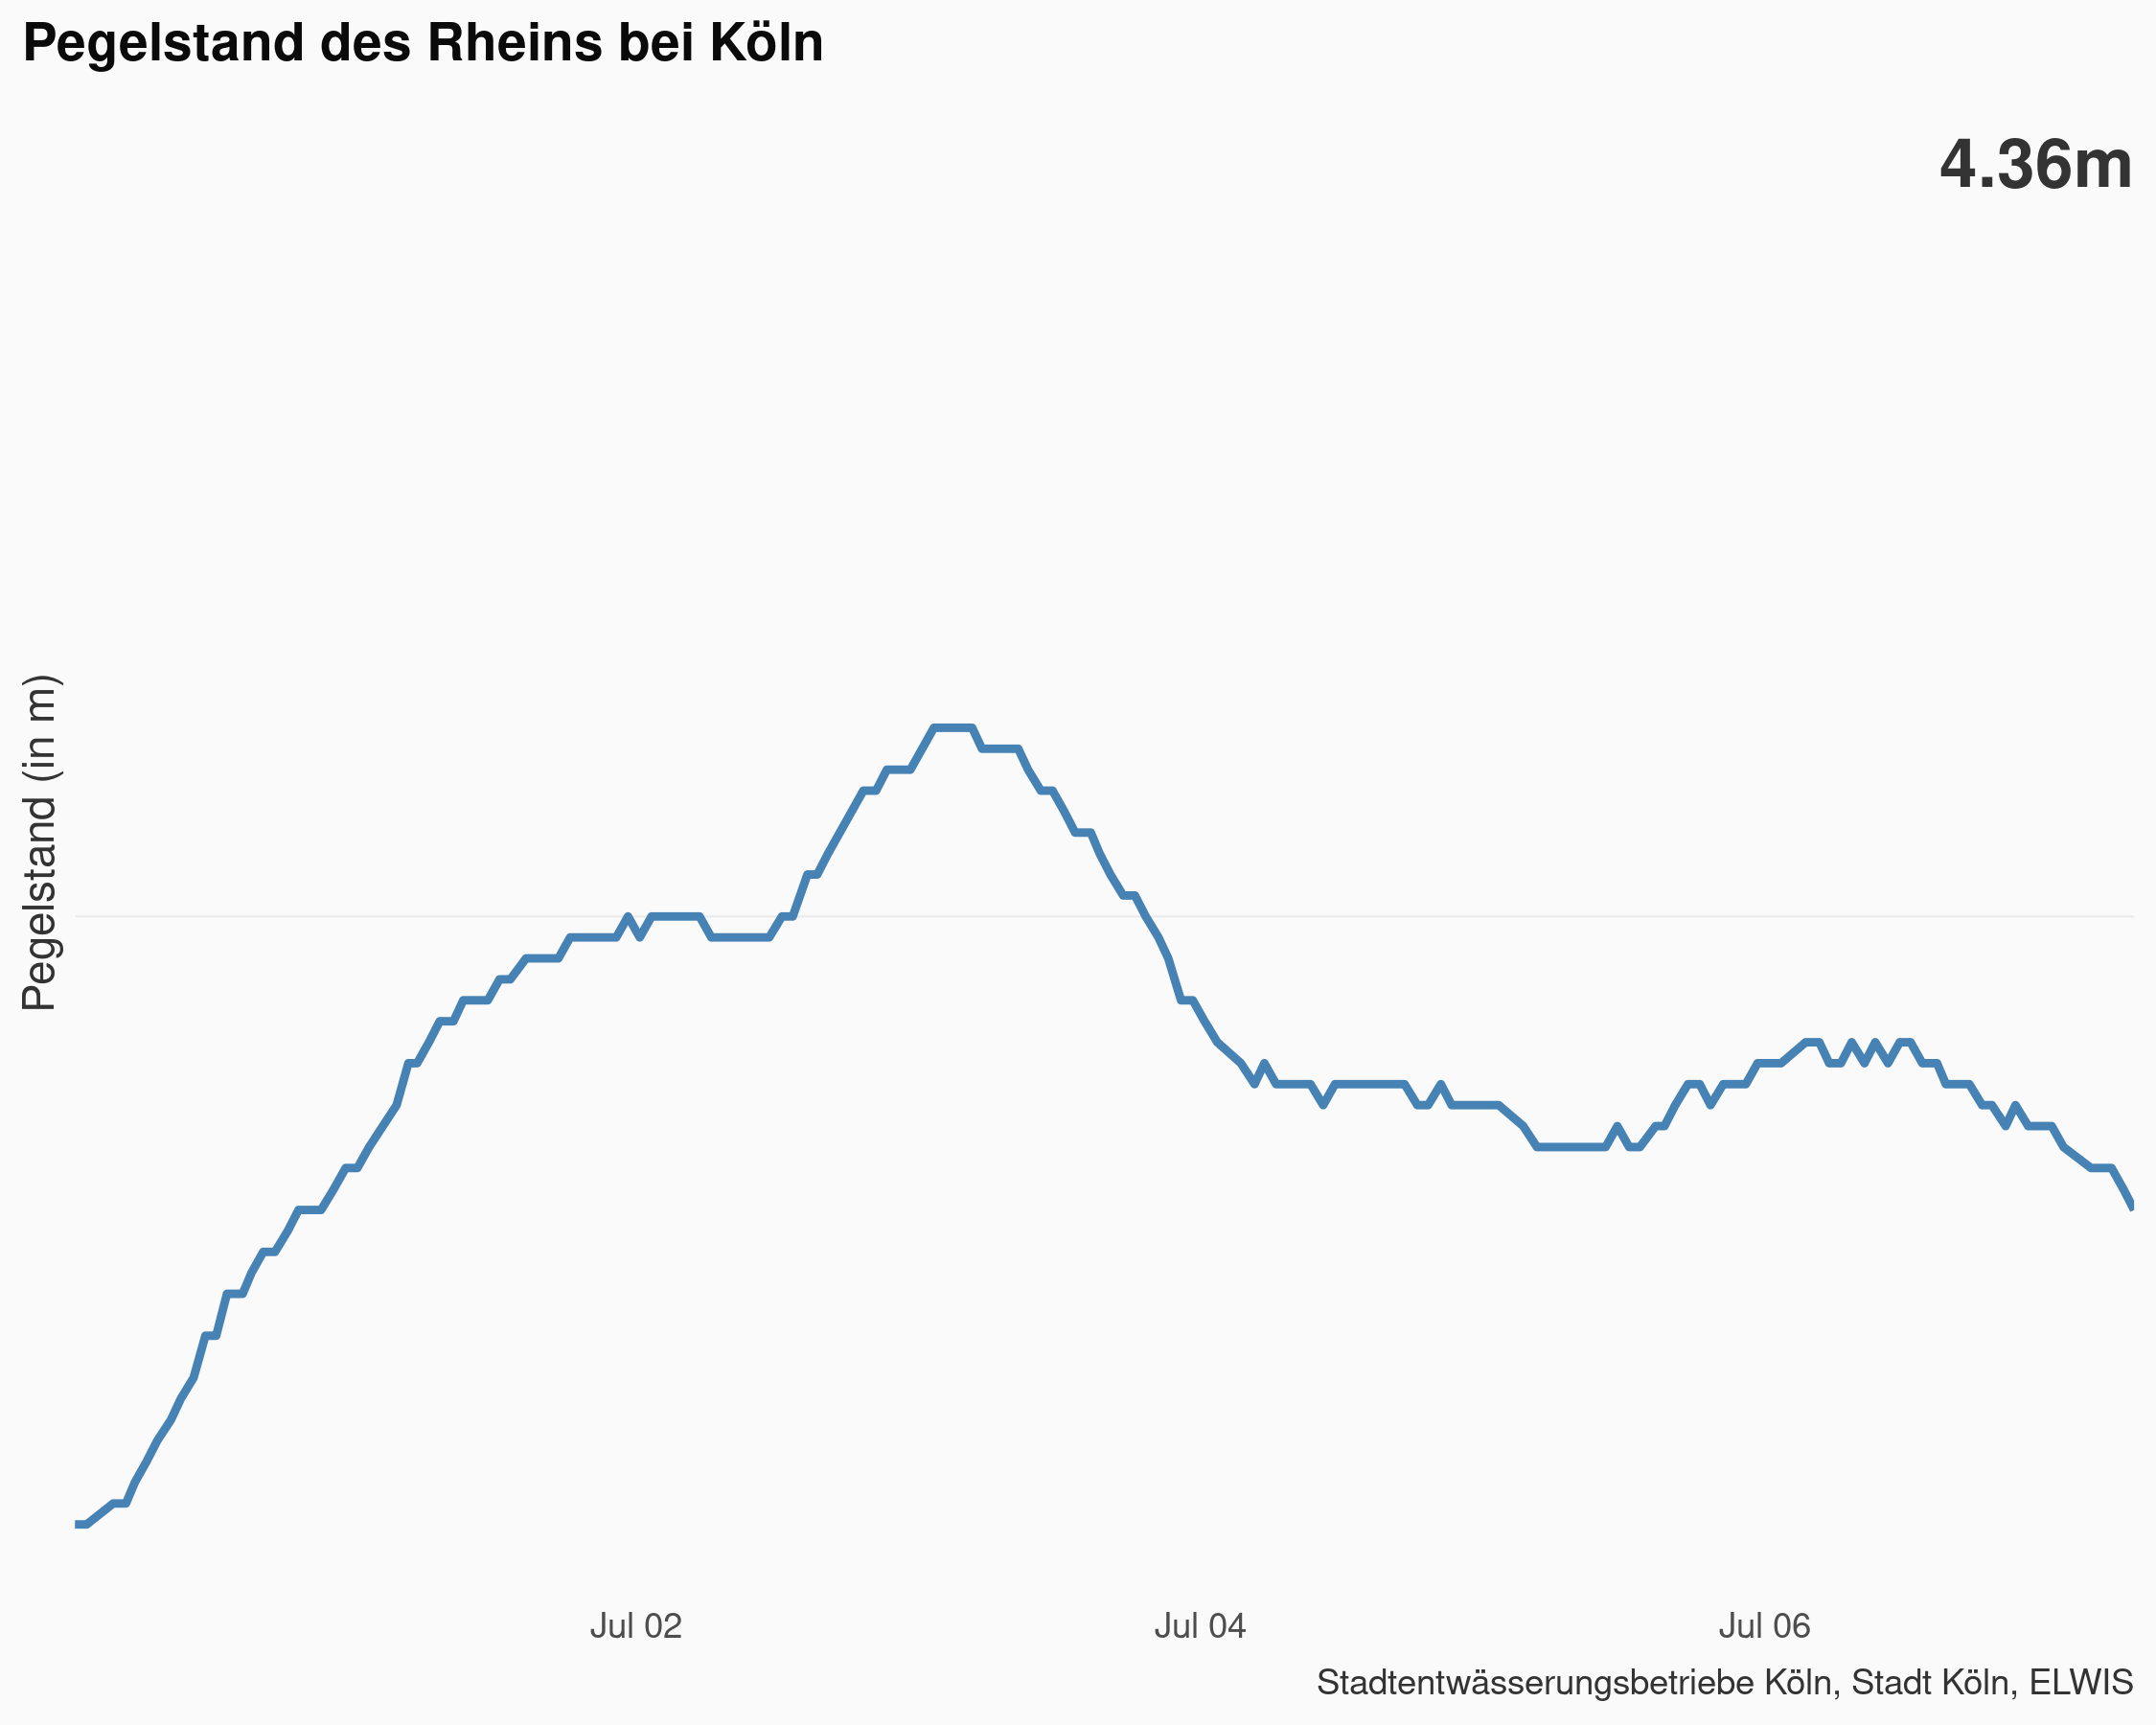 Pegelstand des Rheins bei Köln
4.36m
Pegelstand (in m)
Jul 02
Jul 04
Jul 06
Stadtentwässerungsbetriebe Köln, Stadt Köln, ELWIS